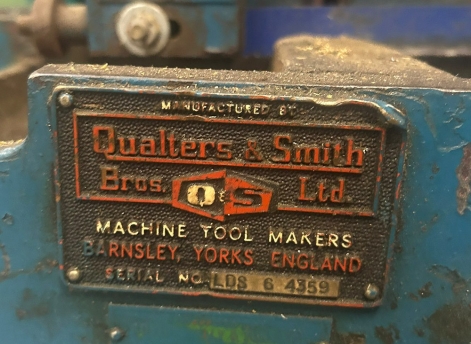 MANUFACTURED BY
Qualters & Smith
Bros. Q & S Ltd.
MACHINE TOOL MAKERS
BARNSLEY, YORKS ENGLAND
SERIAL NO. LDS 6 4359